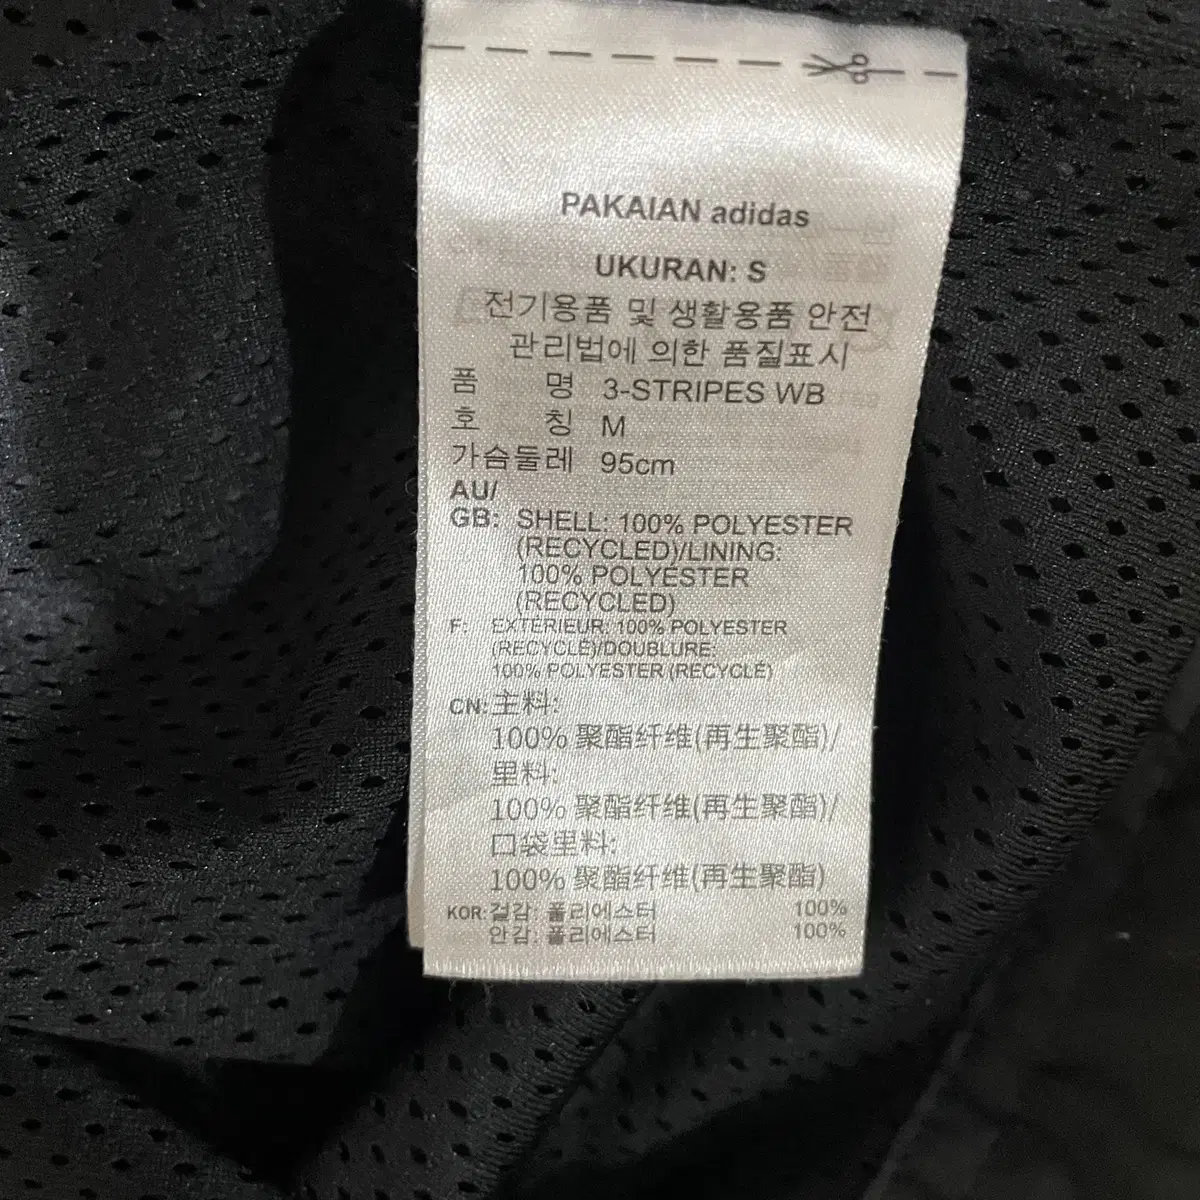 PAKAIAN adidas
UKURAN: S
전기용품 및 생활용품 안전
관리법에 의한 품질표시
품 명 3-STRIPES WB
호 칭 M
가슴둘레 95cm
AU/
GB: SHELL: 100% POLYESTER
(RECYCLED)/LINING:
100% POLYESTER
(RECYCLED)
F: EXTERIEUR: 100% POLYESTER
(RECYCLÉ)/DOUBLURE:
100% POLYESTER (RECYCLÉ)
CN: 主料:
100% 聚酯纤维(再生聚酯)/
里料:
100% 聚酯纤维(再生聚酯)/
口袋里料:
100% 聚酯纤维(再生聚酯)
KOR: 겉감: 폴리에스터 100%
안감: 폴리에스터 100%